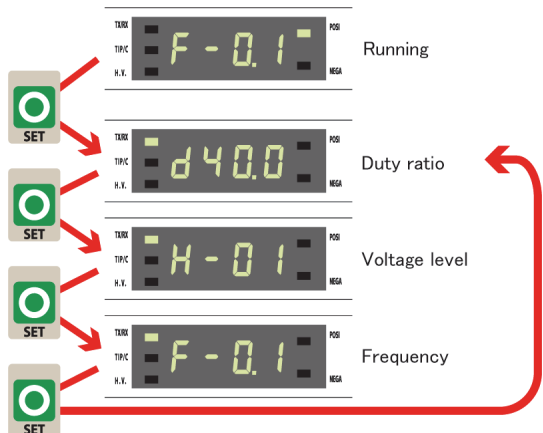 TX/RX
POSI
TIP/C
F-0.1
Running
H.V.
NEGA
SET
TX/RX
POSI
TIP/C
d40.0
Duty ratio
H.V.
NEGA
SET
TX/RX
POSI
TIP/C
H-01
Voltage level
H.V.
NEGA
SET
TX/RX
POSI
TIP/C
F-0.1
Frequency
H.V.
NEGA
SET